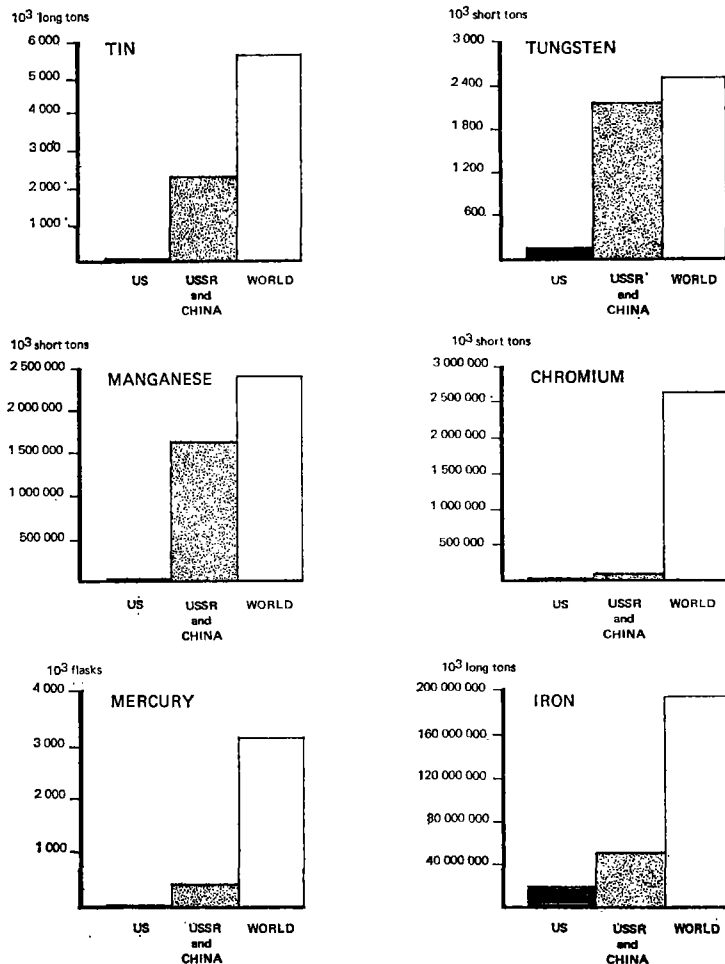 10³ long tons
TIN
6 000
5 000
4 000
3 000
2 000
1 000
US USSR WORLD
and
CHINA
10³ short tons
TUNGSTEN
3 000
2 400
1 800
1 200
600
US USSR WORLD
and
CHINA
10³ short tons
MANGANESE
2 500 000
2 000 000
1 500 000
1 000 000
500 000
US USSR WORLD
and
CHINA
10³ short tons
CHROMIUM
3 000 000
2 500 000
2 000 000
1 500 000
1 000 000
500 000
US USSR WORLD
and
CHINA
10³ flasks
MERCURY
4 000
3 000
2 000
1 000
US USSR WORLD
and
CHINA
10³ long tons
IRON
200 000 000
160 000 000
120 000 000
80 000 000
40 000 000
US USSR WORLD
and
CHINA